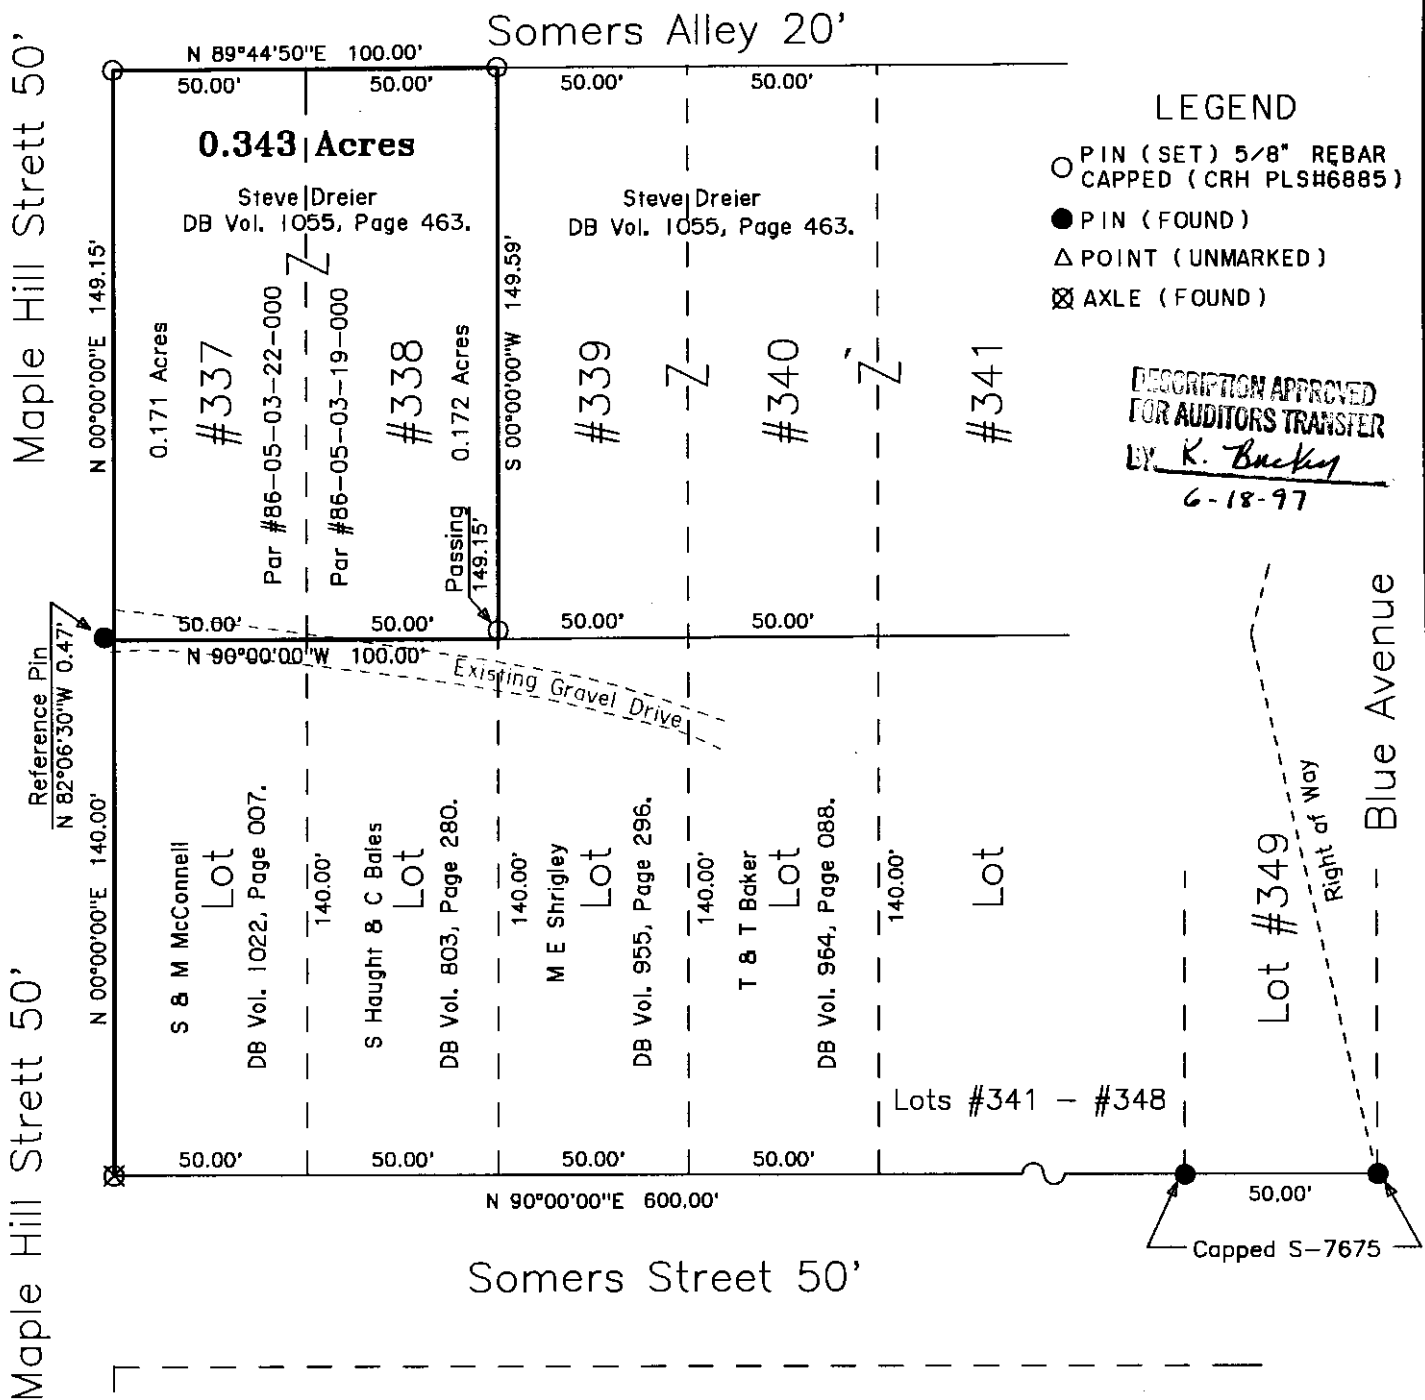 Somers Alley 20'
N 89°44'50"E 100.00'
50.00'
50.00'
50.00'
50.00'
Maple Hill Strett 50'
0.343 Acres
Steve Dreier
DB Vol. 1055, Page 463.
Steve Dreier
DB Vol. 1055, Page 463.
LEGEND
PIN (SET) 5/8" REBAR
CAPPED (CRH PLS#6885)
PIN (FOUND)
POINT (UNMARKED)
AXLE (FOUND)
DESCRIPTION APPROVED
FOR AUDITORS TRANSFER
BY K.
6-18-97
N 00°00'00"E 149.15'
0.171 Acres
#337
Par #86-05-03-22-000
Par #86-05-03-19-000
#338
0.172 Acres
S 00°00'00"W 149.59'
#339
#340
#341
Passing
149.15'
50.00'
50.00'
50.00'
50.00'
N 90°00'00"W 100.00'
Existing Gravel Drive
Reference Pin
N 82°06'30"W 0.47'
Blue Avenue
Right of Way
Lot #349
N 00°00'00"E 140.00'
S & M McConnell
Lot
DB Vol. 1022, Page 007.
140.00'
S Haught & C Bales
Lot
DB Vol. 803, Page 280.
140.00'
M E Shrigley
Lot
DB Vol. 955, Page 296.
140.00'
T & T Baker
Lot
DB Vol. 964, Page 088.
140.00'
Lot
Lots #341 - #348
Maple Hill Strett 50'
50.00'
50.00'
50.00'
50.00'
N 90°00'00"E 600.00'
50.00'
Capped S-7675
Somers Street 50'